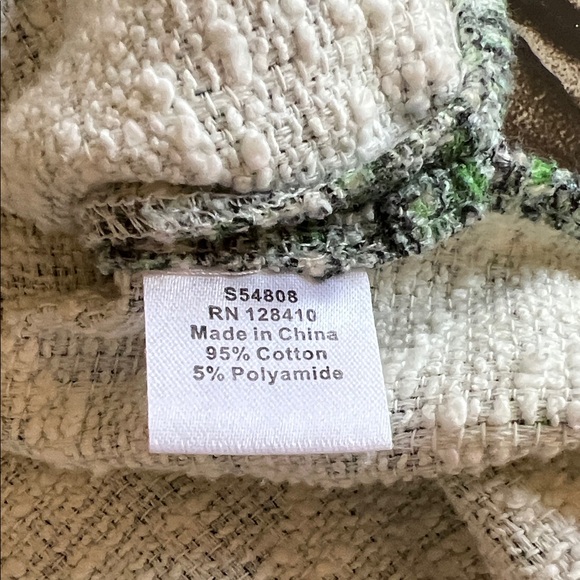 S54808
RN 128410
Made in China
95% Cotton
5% Polyamide